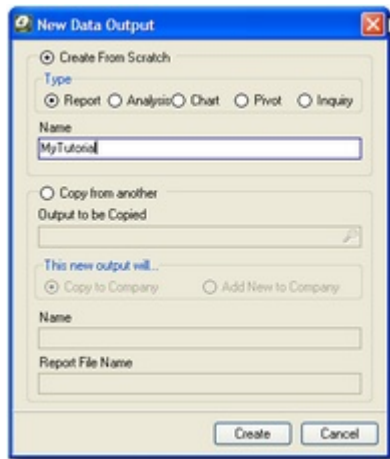 New Data Output
Create From Scratch
Type
Report Analysis Chart Pivot Inquiry
Name
MyTutorial
Copy from another
Output to be Copied
This new output will...
Copy to Company Add New to Company
Name
Report File Name
Create Cancel